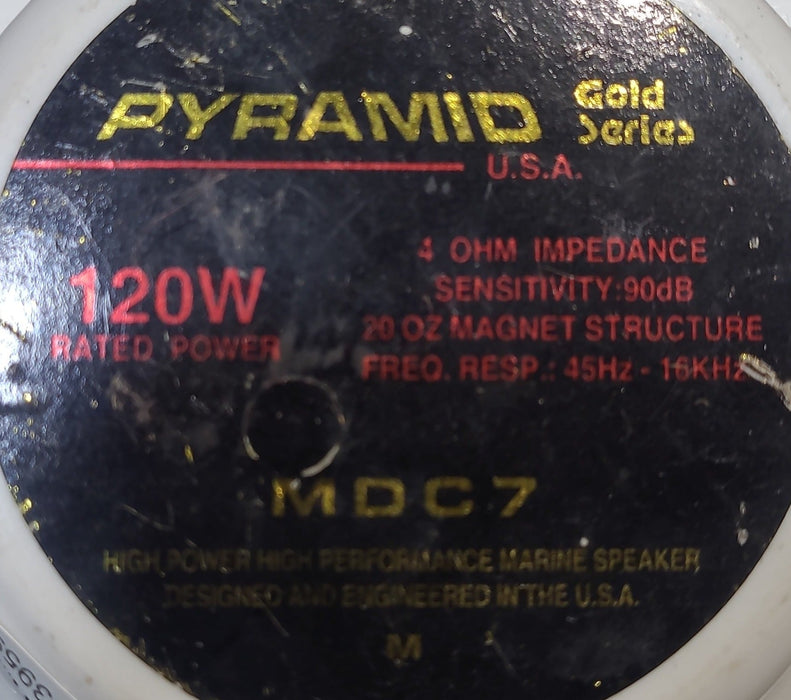 PYRAMID Gold Series
U.S.A.
120W
RATED POWER
4 OHM IMPEDANCE
SENSITIVITY:90dB
20 OZ MAGNET STRUCTURE
FREQ. RESP.: 45Hz - 16KHz
MDC7
HIGH POWER HIGH PERFORMANCE MARINE SPEAKER
DESIGNED AND ENGINEERED IN THE U.S.A.
M